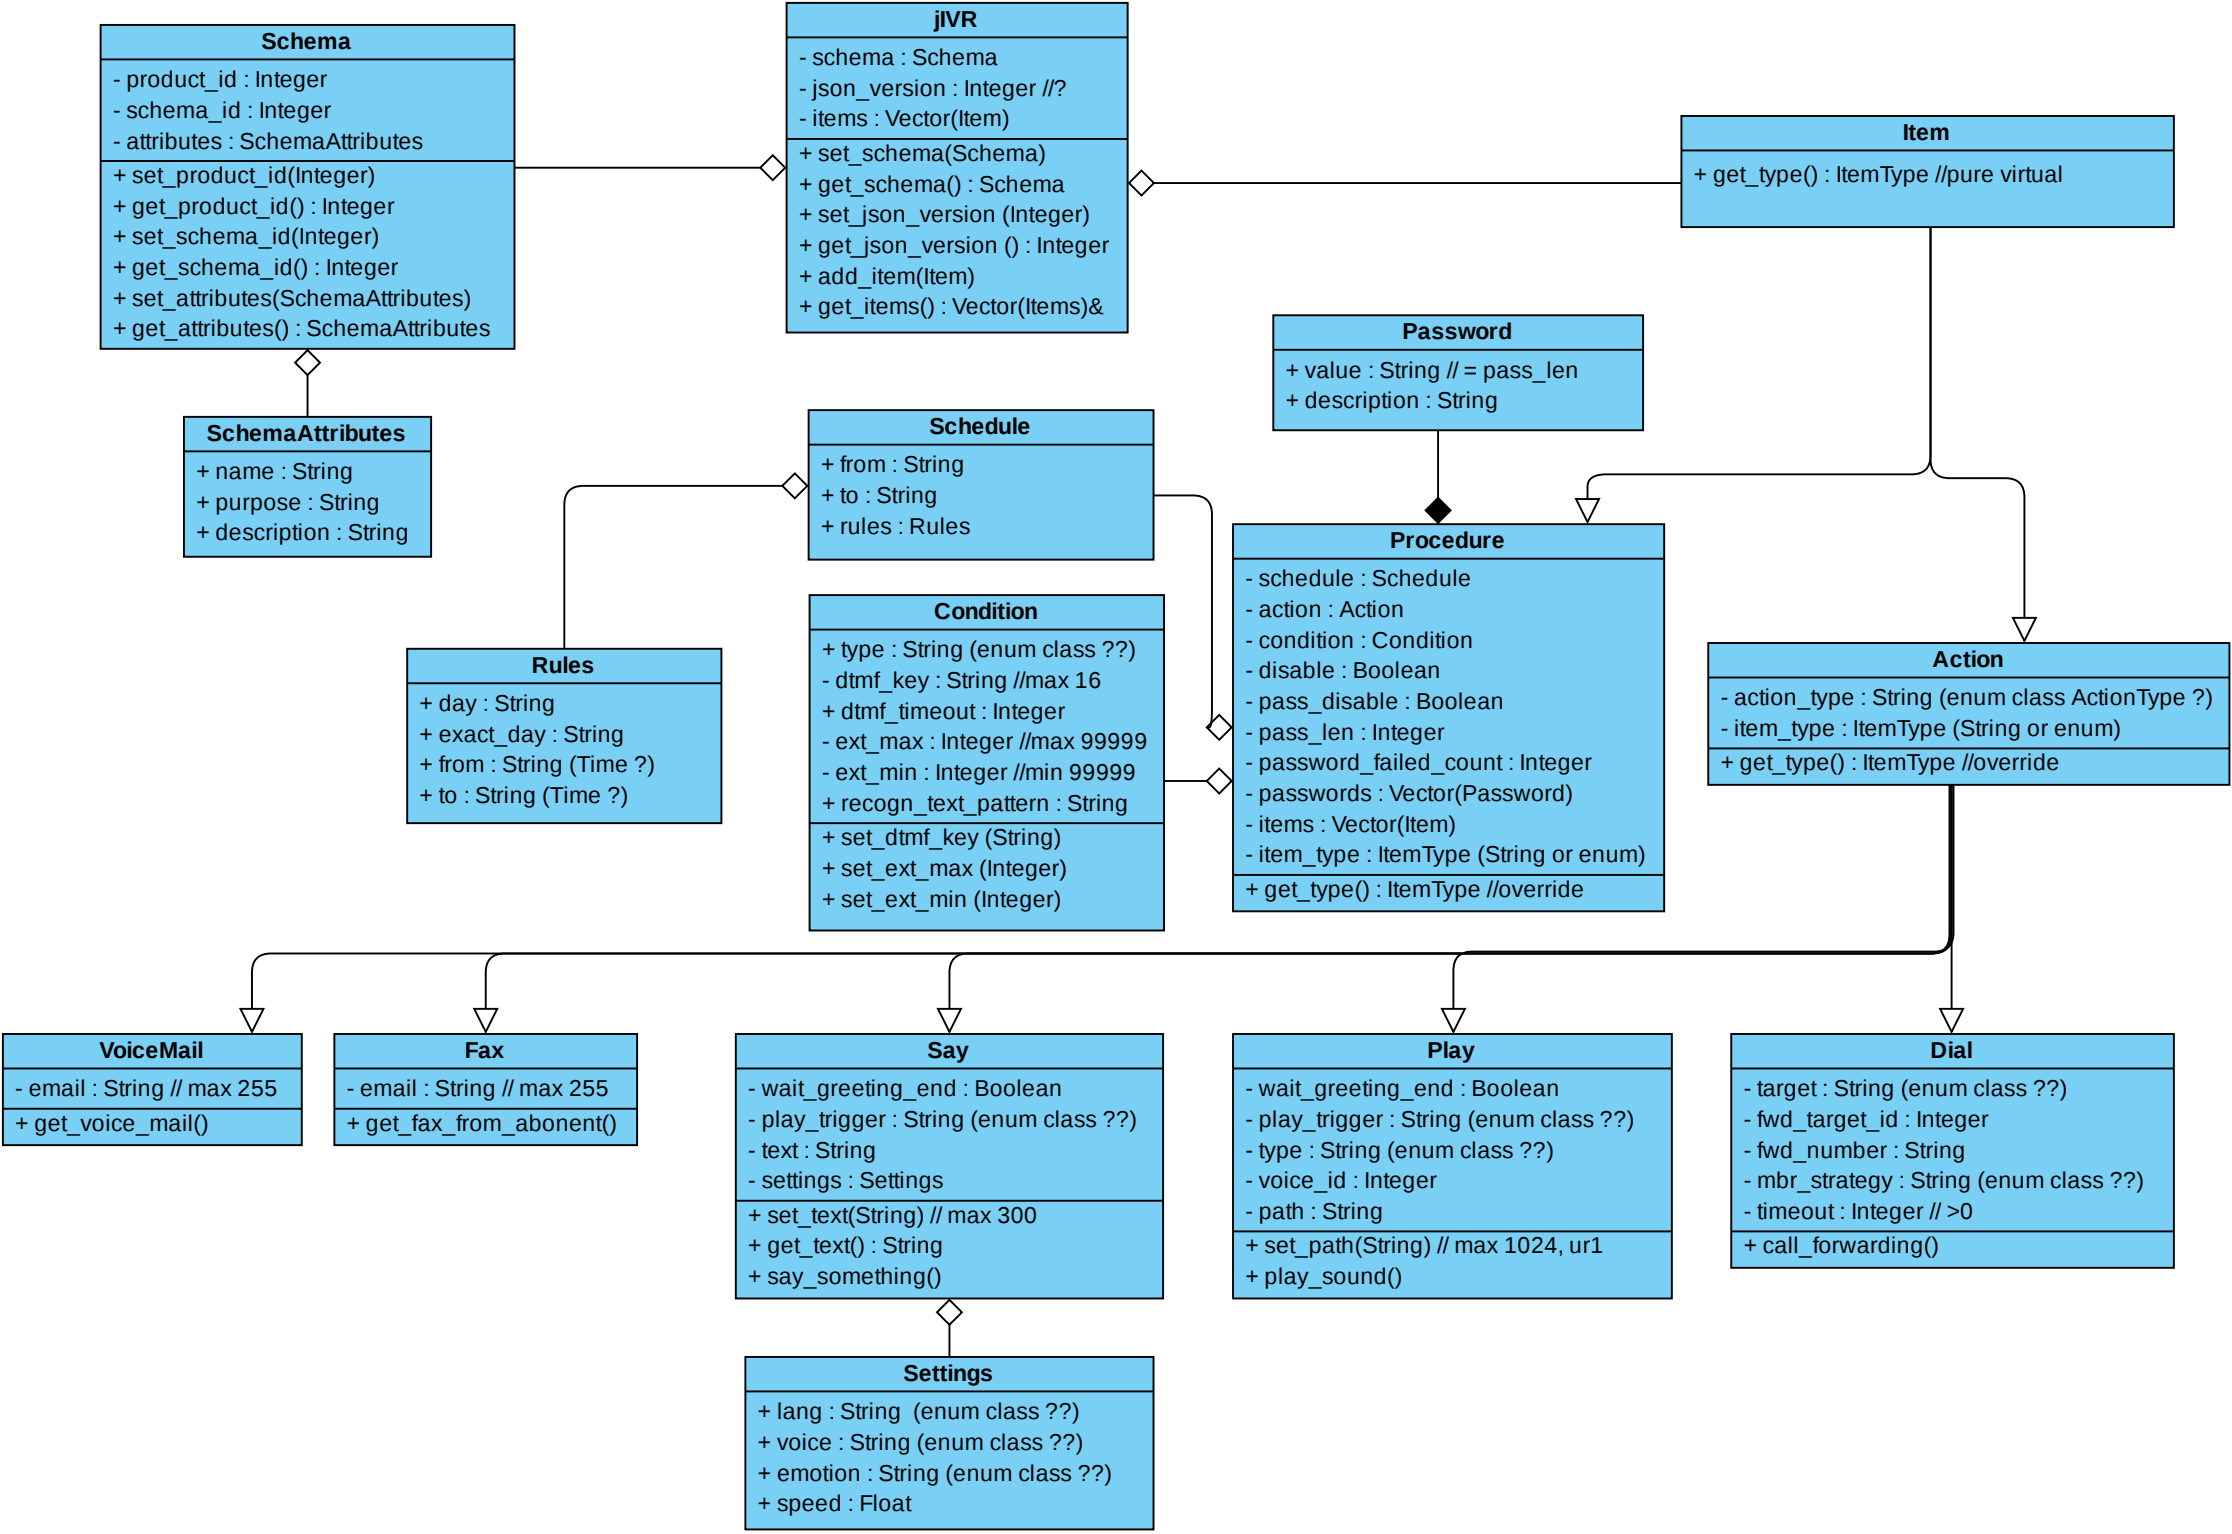 Schema
- product_id : Integer
- schema_id : Integer
- attributes : SchemaAttributes
+ set_product_id(Integer)
+ get_product_id() : Integer
+ set_schema_id(Integer)
+ get_schema_id() : Integer
+ set_attributes(SchemaAttributes)
+ get_attributes() : SchemaAttributes
jIVR
- schema : Schema
- json_version : Integer //?
- items : Vector(Item)
+ set_schema(Schema)
+ get_schema() : Schema
+ set_json_version (Integer)
+ get_json_version () : Integer
+ add_item(Item)
+ get_items() : Vector(Items)&
Item
+ get_type() : ItemType //pure virtual
Password
+ value : String // = pass_len
+ description : String
SchemaAttributes
+ name : String
+ purpose : String
+ description : String
Schedule
+ from : String
+ to : String
+ rules : Rules
Procedure
- schedule : Schedule
- action : Action
- condition : Condition
- disable : Boolean
- pass_disable : Boolean
- pass_len : Integer
- password_failed_count : Integer
- passwords : Vector(Password)
- items : Vector(Item)
- item_type : ItemType (String or enum)
+ get_type() : ItemType //override
Condition
+ type : String (enum class ??)
- dtmf_key : String //max 16
+ dtmf_timeout : Integer
- ext_max : Integer //max 99999
- ext_min : Integer //min 99999
+ recogn_text_pattern : String
+ set_dtmf_key (String)
+ set_ext_max (Integer)
+ set_ext_min (Integer)
Rules
+ day : String
+ exact_day : String
+ from : String (Time ?)
+ to : String (Time ?)
Action
- action_type : String (enum class ActionType ?)
- item_type : ItemType (String or enum)
+ get_type() : ItemType //override
VoiceMail
- email : String // max 255
+ get_voice_mail()
Fax
- email : String // max 255
+ get_fax_from_abonent()
Say
- wait_greeting_end : Boolean
- play_trigger : String (enum class ??)
- text : String
- settings : Settings
+ set_text(String) // max 300
+ get_text() : String
+ say_something()
Play
- wait_greeting_end : Boolean
- play_trigger : String (enum class ??)
- type : String (enum class ??)
- voice_id : Integer
- path : String
+ set_path(String) // max 1024, ur1
+ play_sound()
Dial
- target : String (enum class ??)
- fwd_target_id : Integer
- fwd_number : String
- mbr_strategy : String (enum class ??)
- timeout : Integer // >0
+ call_forwarding()
Settings
+ lang : String  (enum class ??)
+ voice : String (enum class ??)
+ emotion : String (enum class ??)
+ speed : Float